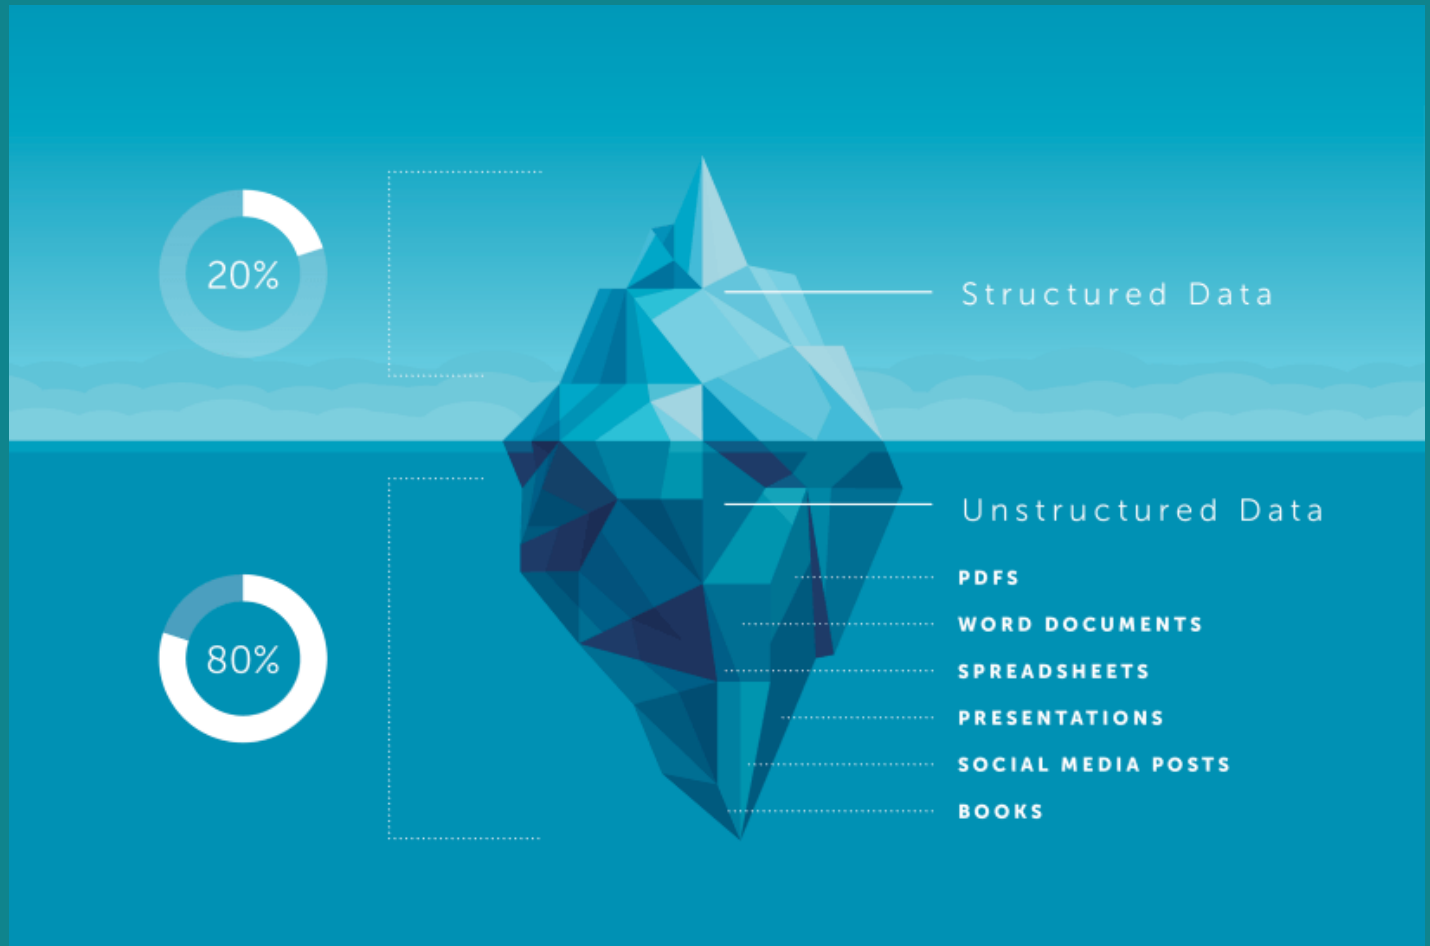 20%
Structured Data
Unstructured Data
PDFS
WORD DOCUMENTS
SPREADSHEETS
80%
PRESENTATIONS
SOCIAL MEDIA POSTS
BOOKS